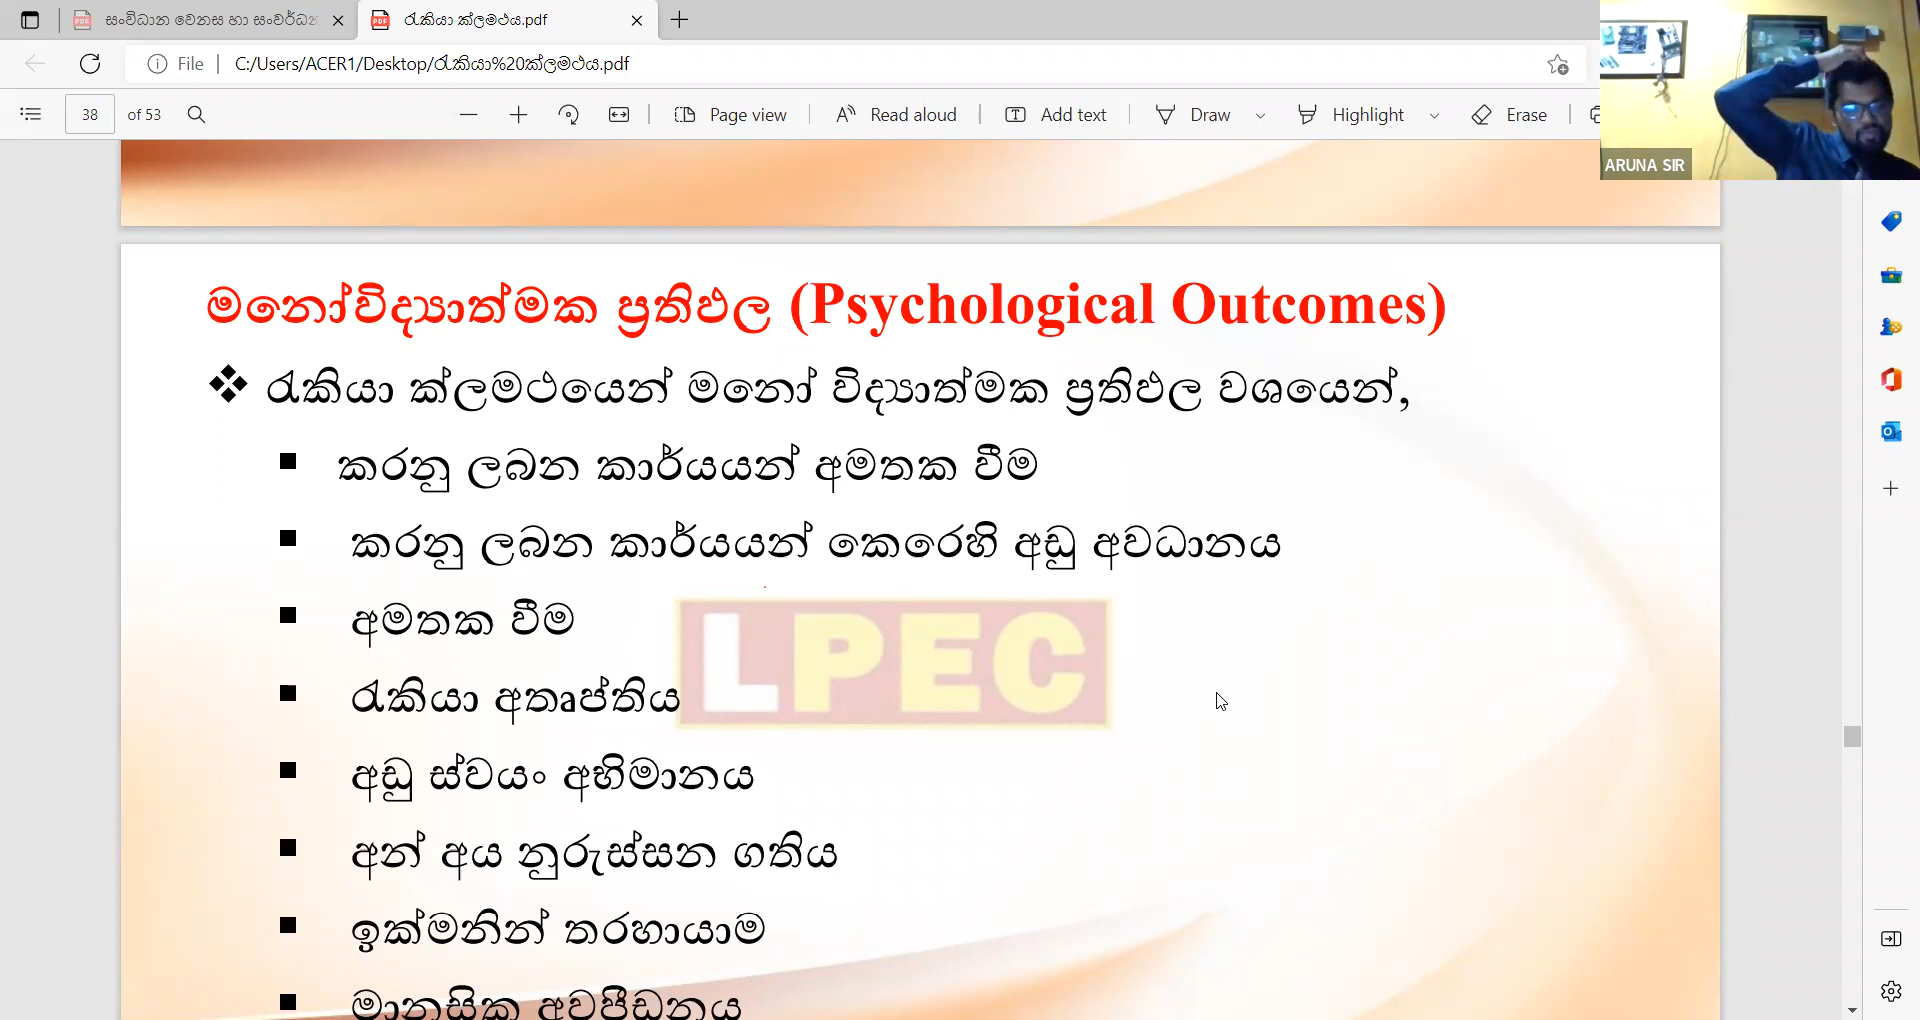 සංවිධාන වෙනස හා සංවර්ධන
රැකියා ක්ලමථය.pdf
File
C:/Users/ACER1/Desktop/රැකියා%20ක්ලමථය.pdf
38 of 53
Page view
Read aloud
Add text
Draw
Highlight
Erase
ARUNA SIR
මනෝවිද්‍යාත්මක ප්‍රතිඵල (Psychological Outcomes)
රැකියා ක්ලමථයෙන් මනෝ විද්‍යාත්මක ප්‍රතිඵල වශයෙන්,
කරනු ලබන කාර්යයන් අමතක වීම
කරනු ලබන කාර්යයන් කෙරෙහි අඩු අවධානය
අමතක වීම
රැකියා අතෘප්තිය
අඩු ස්වයං අභිමානය
අන් අය නුරුස්සන ගතිය
ඉක්මනින් තරහායාම
මානසික අවපීඩනය
LPEC